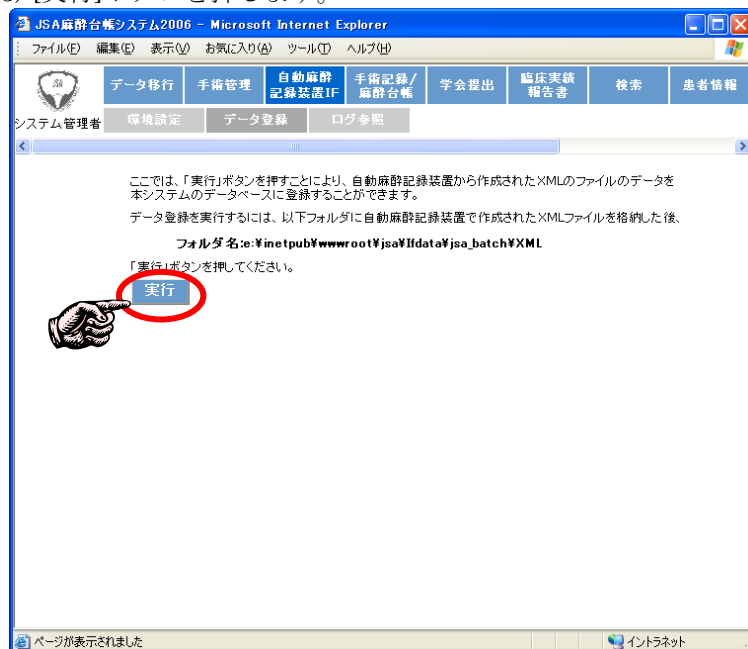 [実行]ボタンを押します。
JSA麻酔台帳システム2006 - Microsoft Internet Explorer
ファイル(F) 編集(E) 表示(V) お気に入り(A) ツール(T) ヘルプ(H)
JSA
データ移行 手術管理 自動麻酔記録装置IF 手術記録/麻酔台帳 学会提出 臨床実績報告書 検索 患者情報
システム管理者 環境設定 データ登録 ログ参照
ここでは、「実行」ボタンを押すことにより、自動麻酔記録装置から作成されたXMLのファイルのデータを
本システムのデータベースに登録することができます。
データ登録を実行するには、以下フォルダに自動麻酔記録装置で作成されたXMLファイルを格納した後、
フォルダ名:e:¥inetpub¥wwwroot¥jsa¥Ifdata¥jsa_batch¥XML
「実行」ボタンを押してください。
実行
ページが表示されました イントラネット